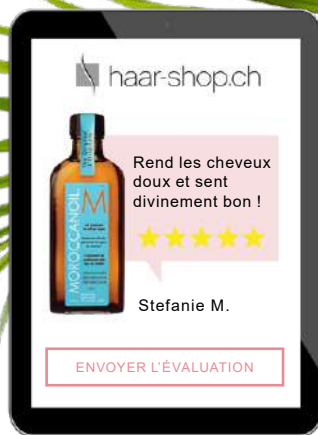 haar-shop.ch
Rend les cheveux
doux et sent
divinement bon !
MOROCCANOIL
M
Stefanie M.
ENVOYER L’ÉVALUATION